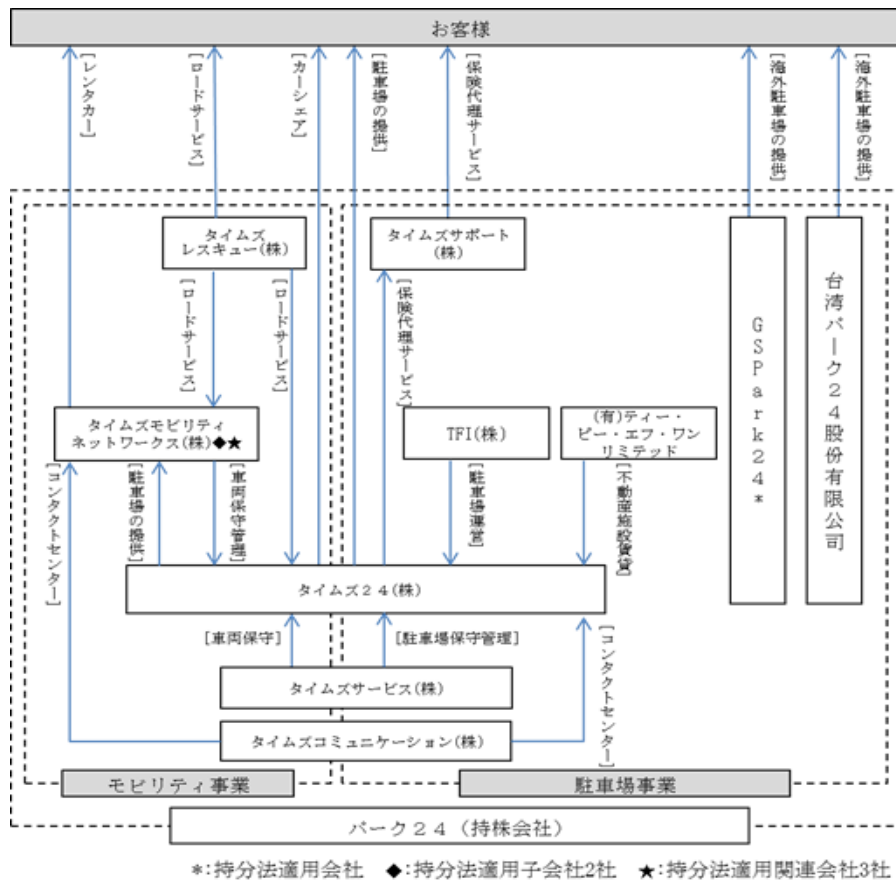 お客様
[レンタカー]
[ロードサービス]
[カーシェア]
[駐車場の提供]
[保険代理サービス]
[海外駐車場の提供]
[海外駐車場の提供]
タイムズ
レスキュー(株)
タイムズサポート
(株)
[ロードサービス]
[ロードサービス]
[保険代理サービス]
GSPark24*
台湾パーク24股份有限公司
タイムズモビリティ
ネットワークス(株)◆★
TFI(株)
(有)ティー・
ピー・エフ・ワン
リミテッド
[コンタクトセンター]
[駐車場の提供]
[車両保守管理]
[駐車場運営]
[不動産施設賃貸]
タイムズ24(株)
[車両保守]
[駐車場保守管理]
[コンタクトセンター]
タイムズサービス(株)
タイムズコミュニケーション(株)
モビリティ事業
駐車場事業
パーク24（持株会社）
*:持分法適用会社 ◆:持分法適用子会社2社 ★:持分法適用関連会社3社